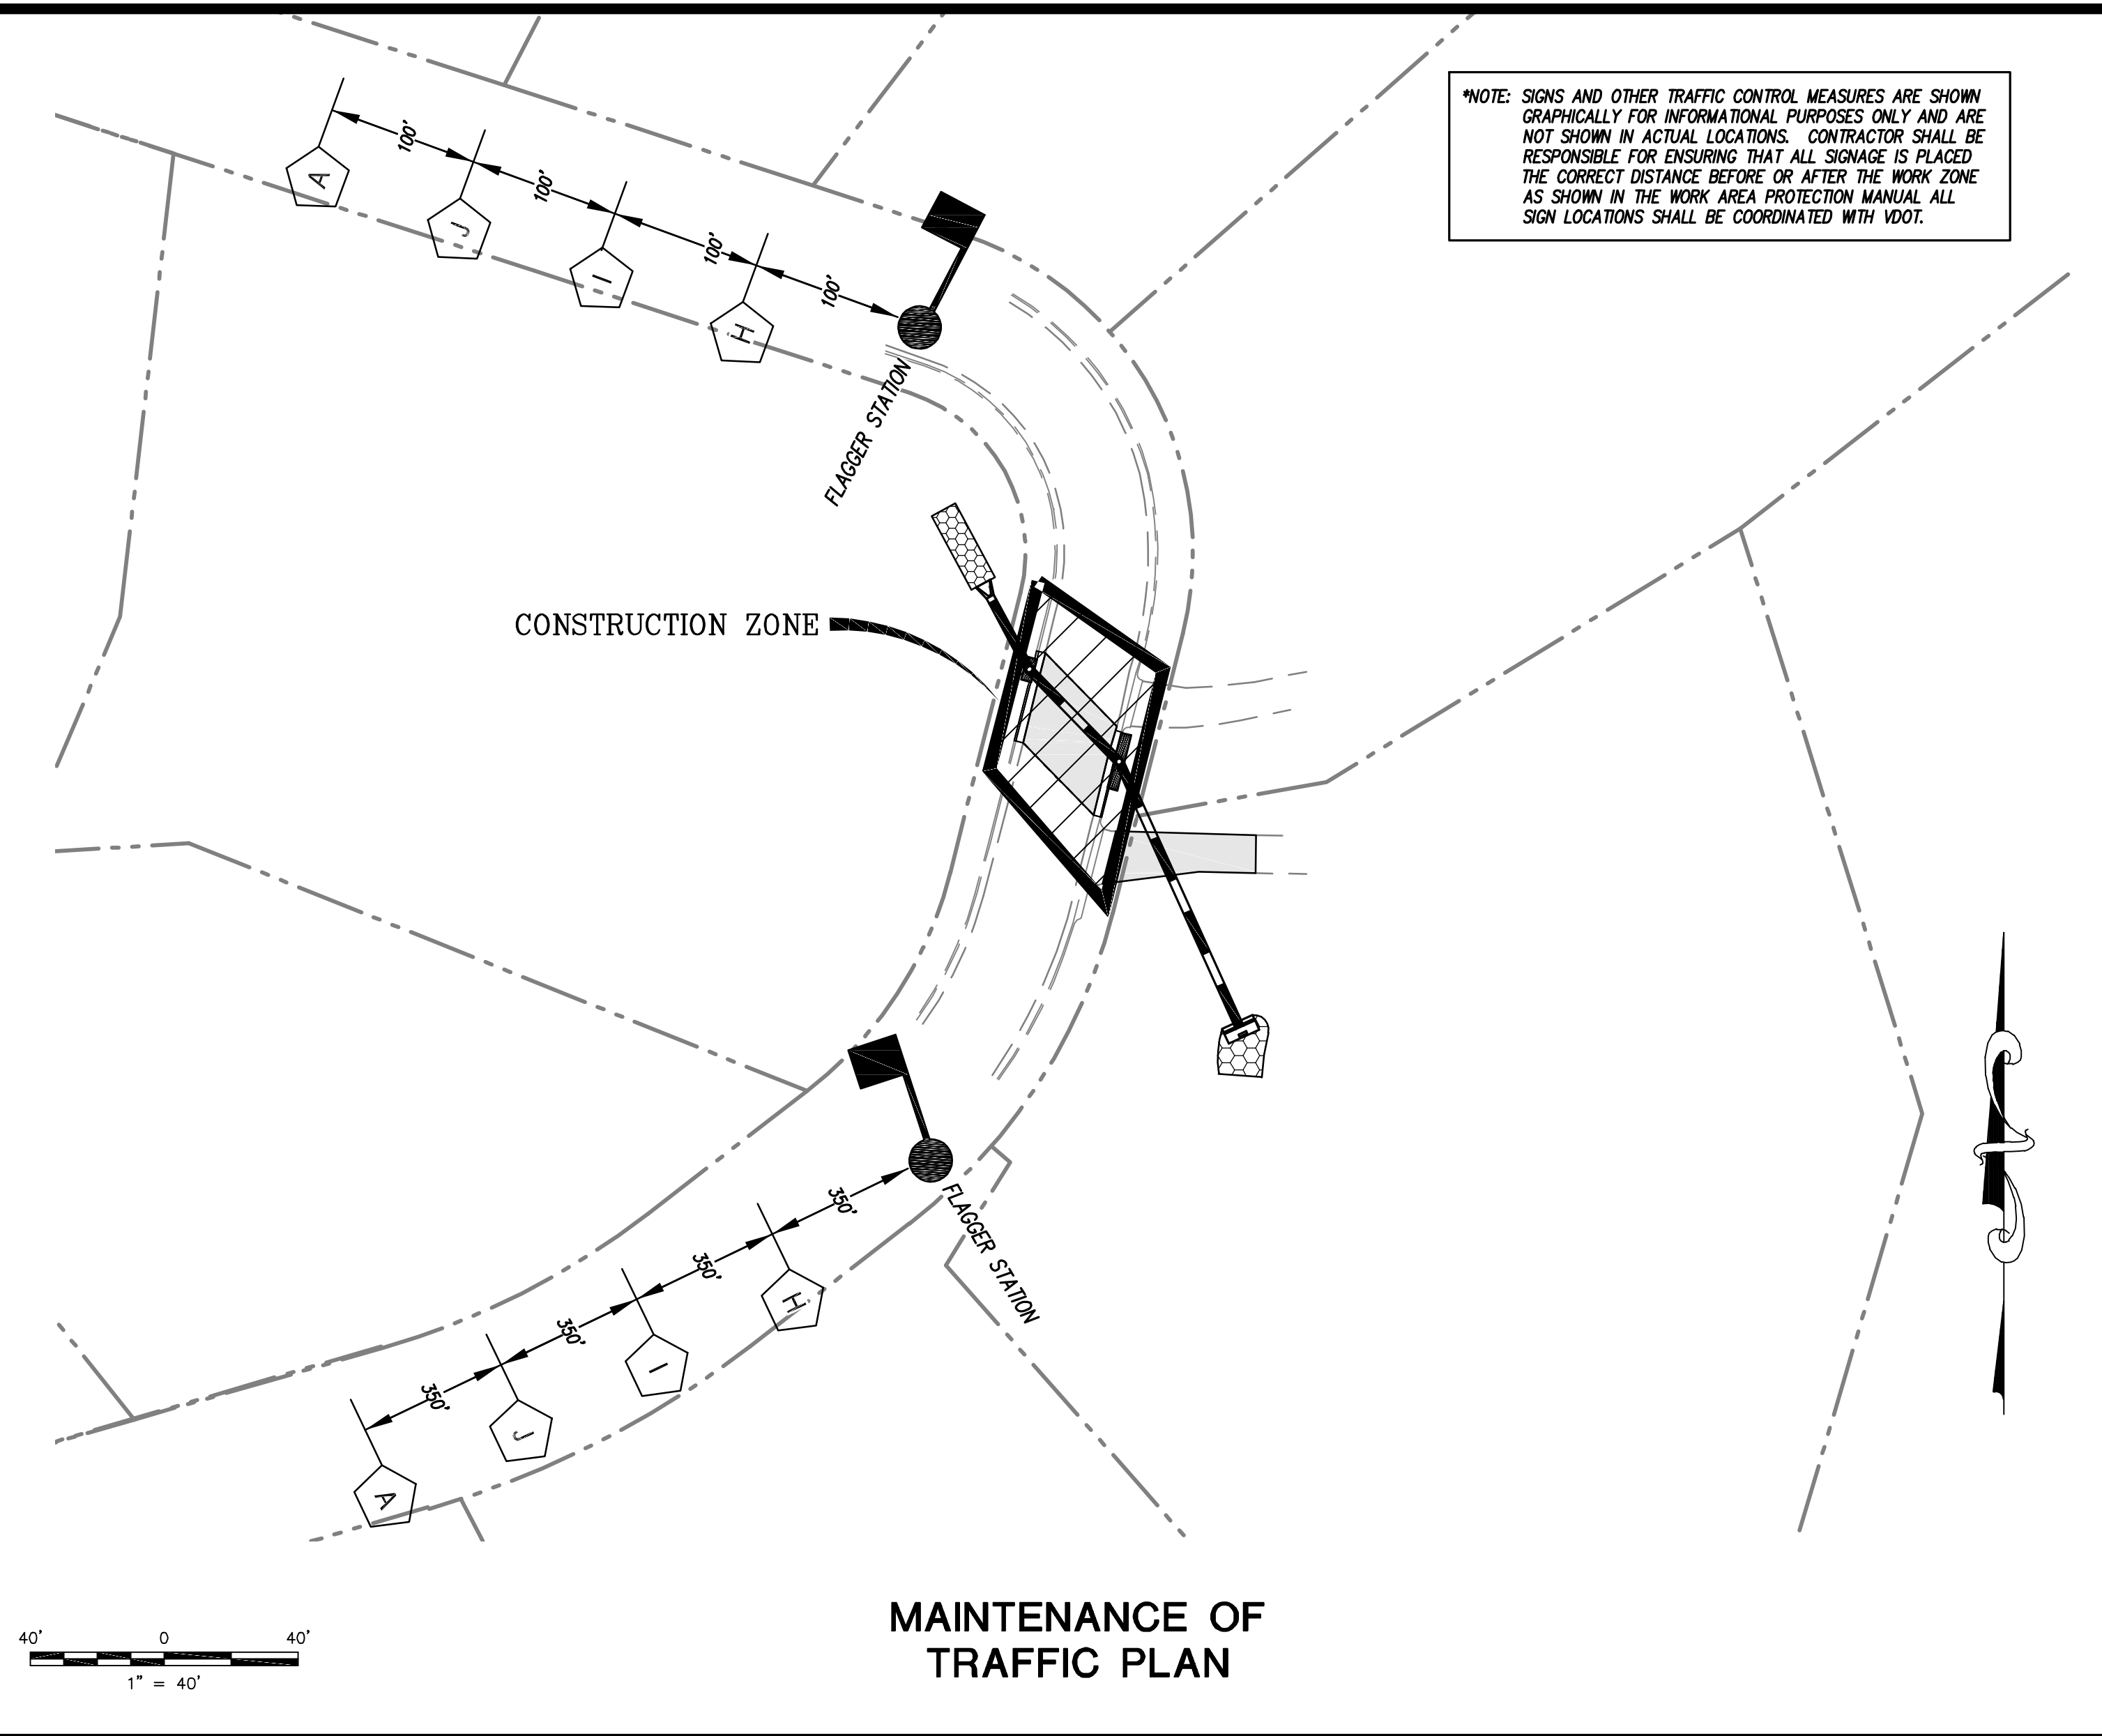 *NOTE: SIGNS AND OTHER TRAFFIC CONTROL MEASURES ARE SHOWN
GRAPHICALLY FOR INFORMATIONAL PURPOSES ONLY AND ARE
NOT SHOWN IN ACTUAL LOCATIONS. CONTRACTOR SHALL BE
RESPONSIBLE FOR ENSURING THAT ALL SIGNAGE IS PLACED
THE CORRECT DISTANCE BEFORE OR AFTER THE WORK ZONE
AS SHOWN IN THE WORK AREA PROTECTION MANUAL ALL
SIGN LOCATIONS SHALL BE COORDINATED WITH VDOT.
100'
100'
100'
100'
A
J
I
H
FLAGGER STATION
CONSTRUCTION ZONE
350'
350'
350'
350'
H
I
J
A
FLAGGER STATION
MAINTENANCE OF
TRAFFIC PLAN
40' 0 40'
1" = 40'